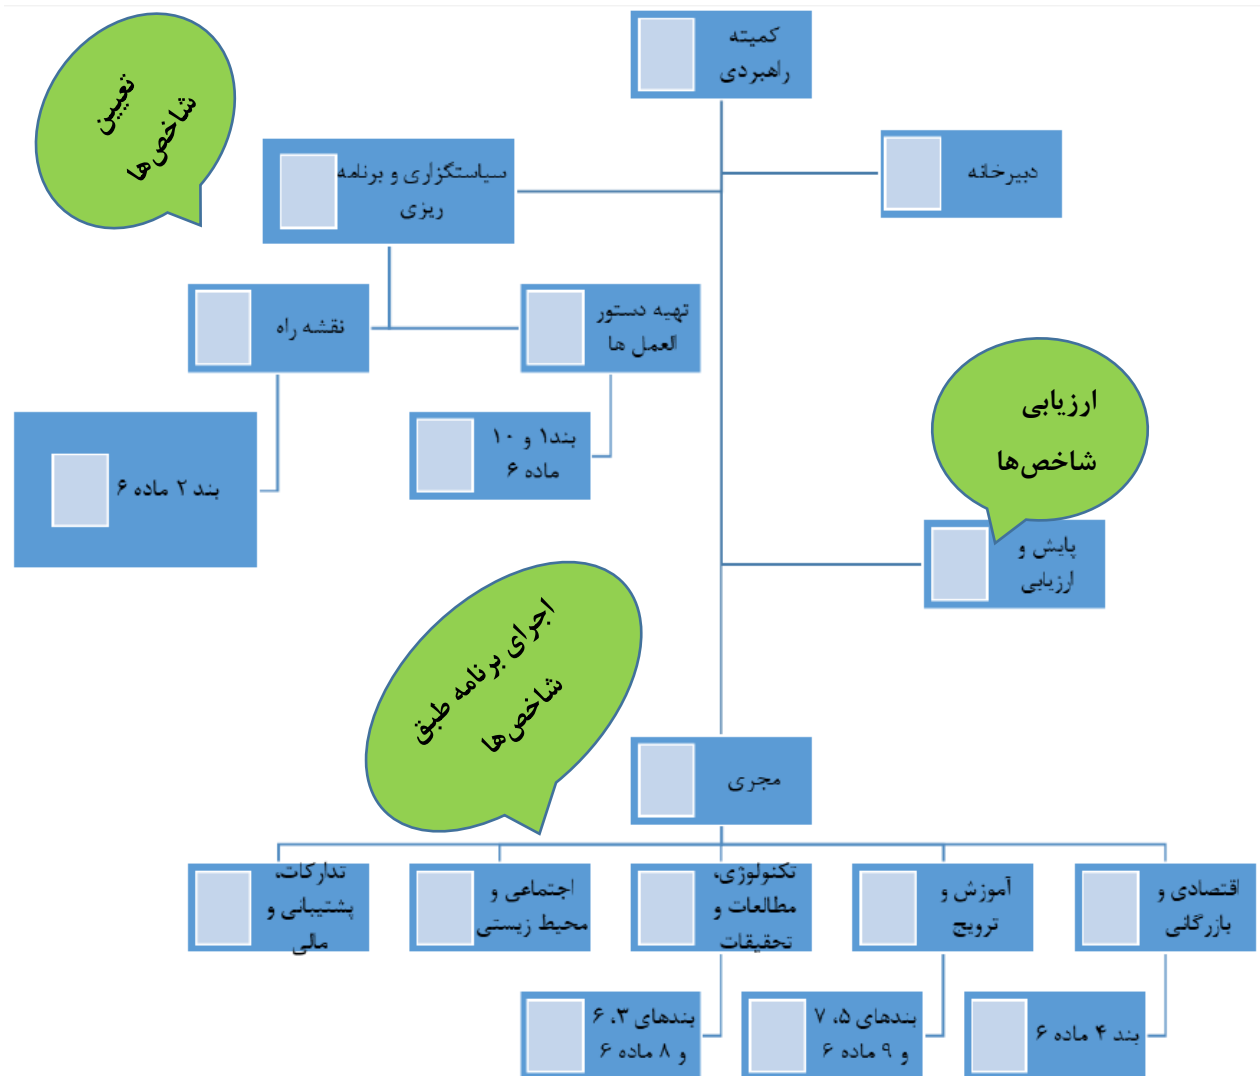 کمیته
راهبردی
تعیین
شاخص‌ها
دبیرخانه
سیاستگزاری و برنامه
ریزی
تهیه دستور
العمل ها
نقشه راه
ارزیابی
شاخص‌ها
بند۱ و ۱۰
ماده ۶
بند ۲ ماده ۶
پایش و
ارزیابی
اجرای برنامه طبق
شاخص‌ها
مجری
اقتصادی و
بازرگانی
آموزش و
ترویج
تکنولوژی،
مطالعات و
تحقیقات
اجتماعی و
محیط زیستی
تدارکات،
پشتیبانی و
مالی
بند ۴ ماده ۶
بندهای ۵، ۷
و ۹ ماده ۶
بندهای ۳، ۶
و ۸ ماده ۶